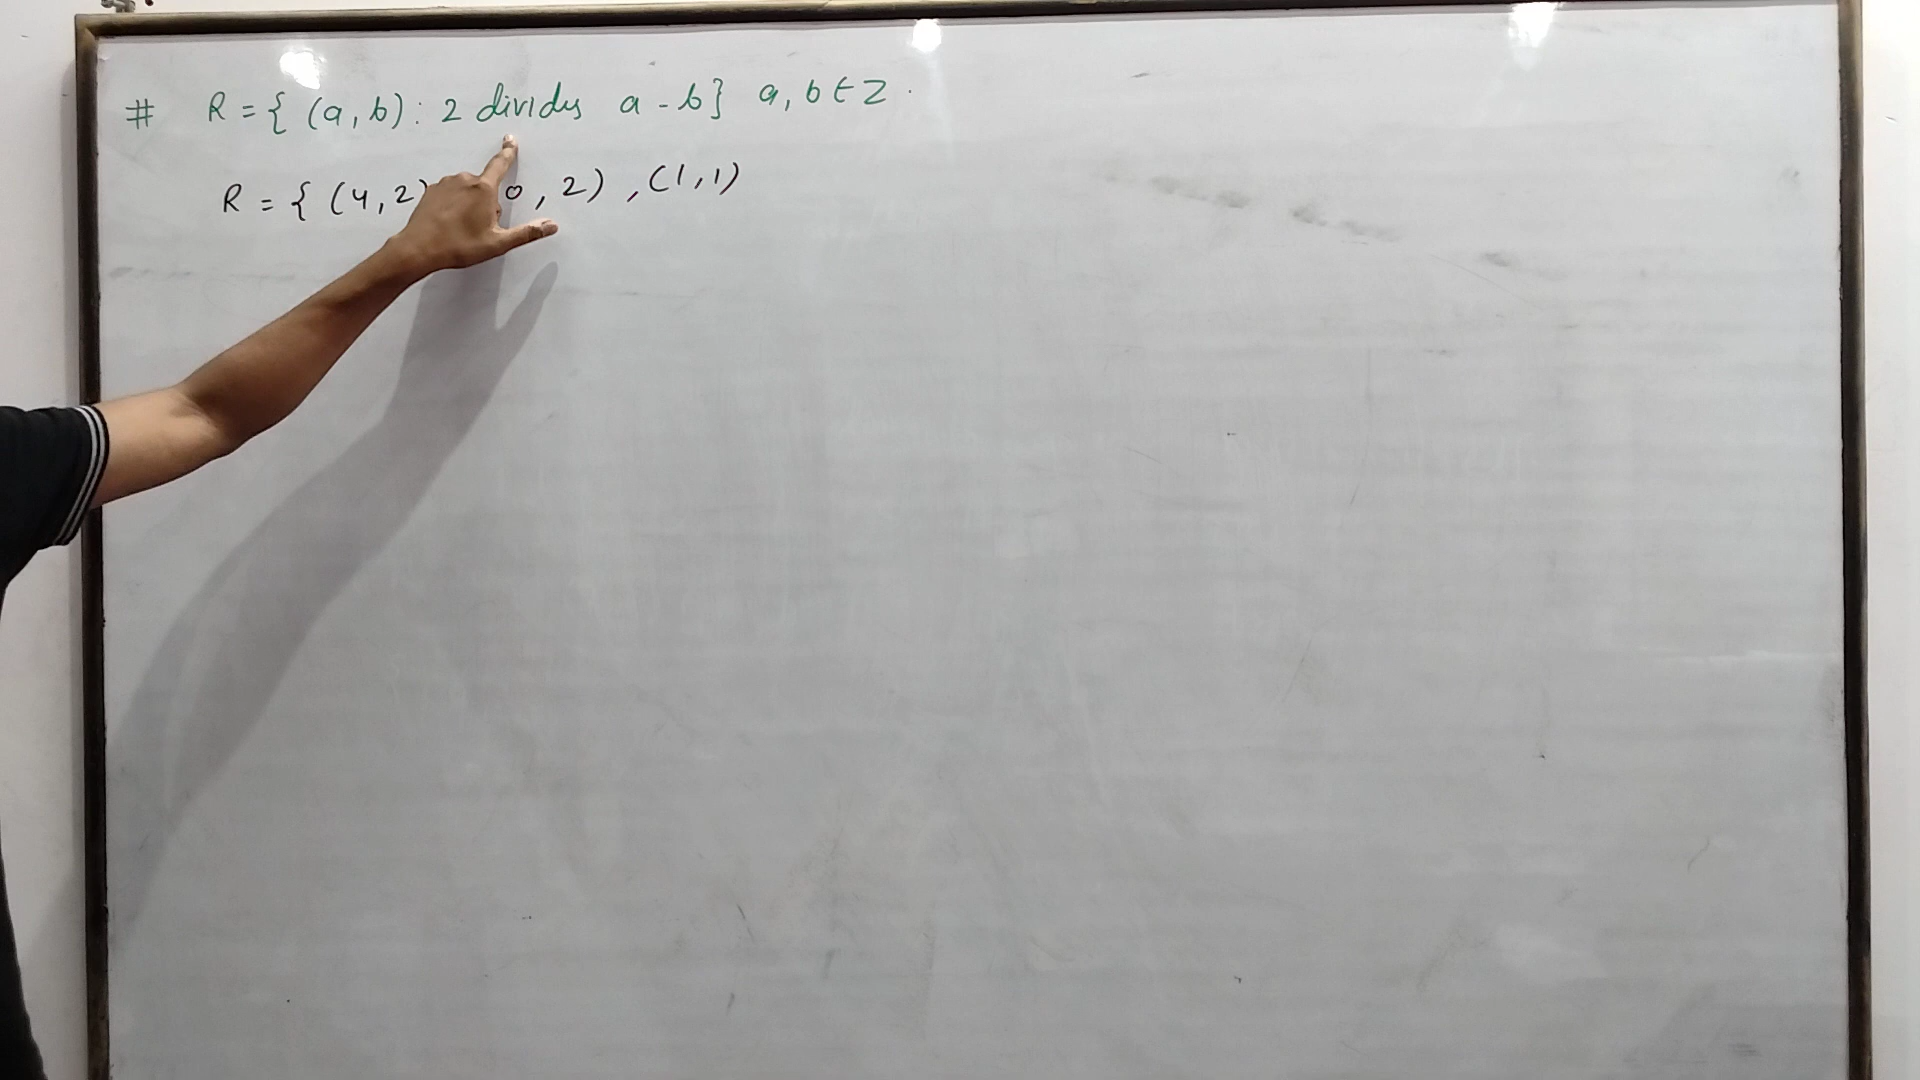 # R = { (a, b) : 2 divides a - b } a, b ∈ Z .
R = { (4, 2) 0, 2) , (1, 1)